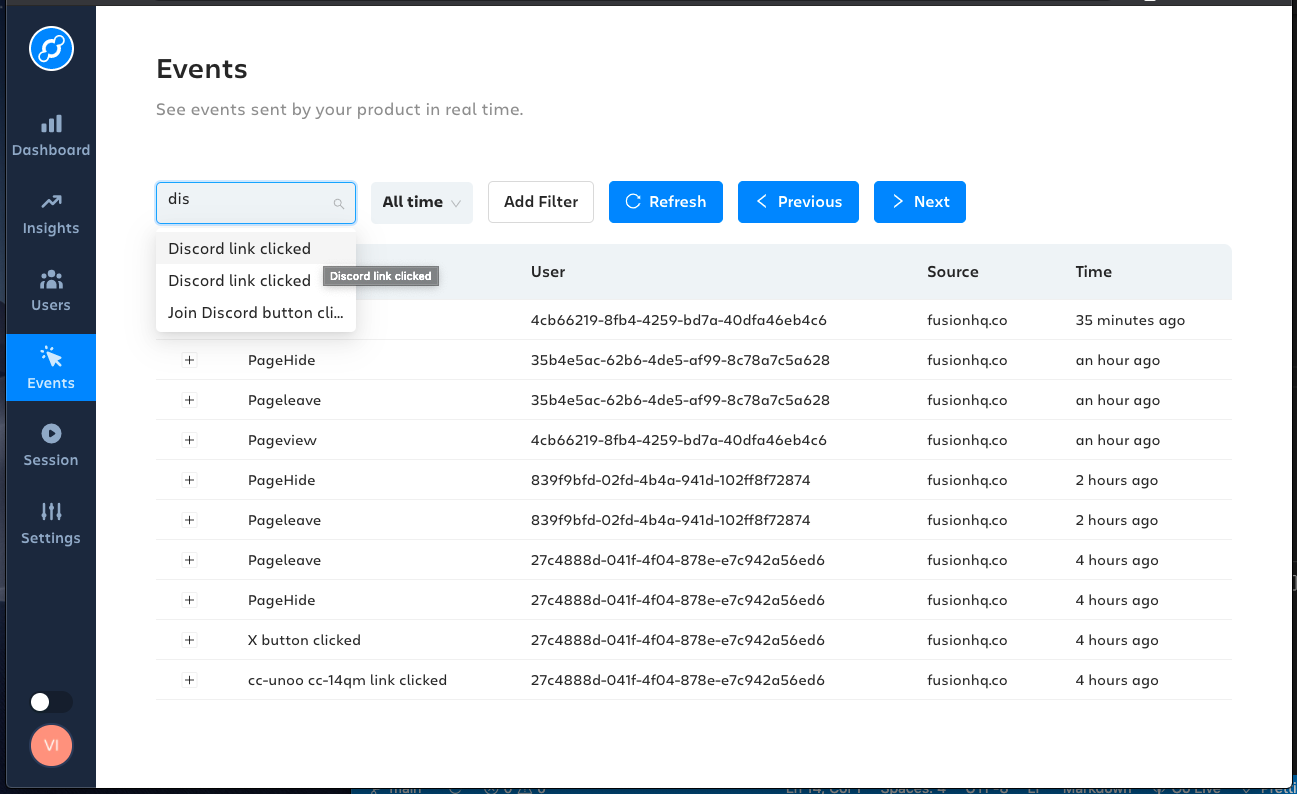 Events
See events sent by your product in real time.
Dashboard
Insights
Users
Events
Session
Settings
VI
dis
All time
Add Filter
Refresh
Previous
Next
Discord link clicked
Discord link clicked
Discord link clicked
Join Discord button cli...
User Source Time
4cb66219-8fb4-4259-bd7a-40dfa46eb4c6 fusionhq.co 35 minutes ago
+ PageHide 35b4e5ac-62b6-4de5-af99-8c78a7c5a628 fusionhq.co an hour ago
+ Pageleave 35b4e5ac-62b6-4de5-af99-8c78a7c5a628 fusionhq.co an hour ago
+ Pageview 4cb66219-8fb4-4259-bd7a-40dfa46eb4c6 fusionhq.co an hour ago
+ PageHide 839f9bfd-02fd-4b4a-941d-102ff8f72874 fusionhq.co 2 hours ago
+ Pageleave 839f9bfd-02fd-4b4a-941d-102ff8f72874 fusionhq.co 2 hours ago
+ Pageleave 27c4888d-041f-4f04-878e-e7c942a56ed6 fusionhq.co 4 hours ago
+ PageHide 27c4888d-041f-4f04-878e-e7c942a56ed6 fusionhq.co 4 hours ago
+ X button clicked 27c4888d-041f-4f04-878e-e7c942a56ed6 fusionhq.co 4 hours ago
+ cc-unoo cc-14qm link clicked 27c4888d-041f-4f04-878e-e7c942a56ed6 fusionhq.co 4 hours ago